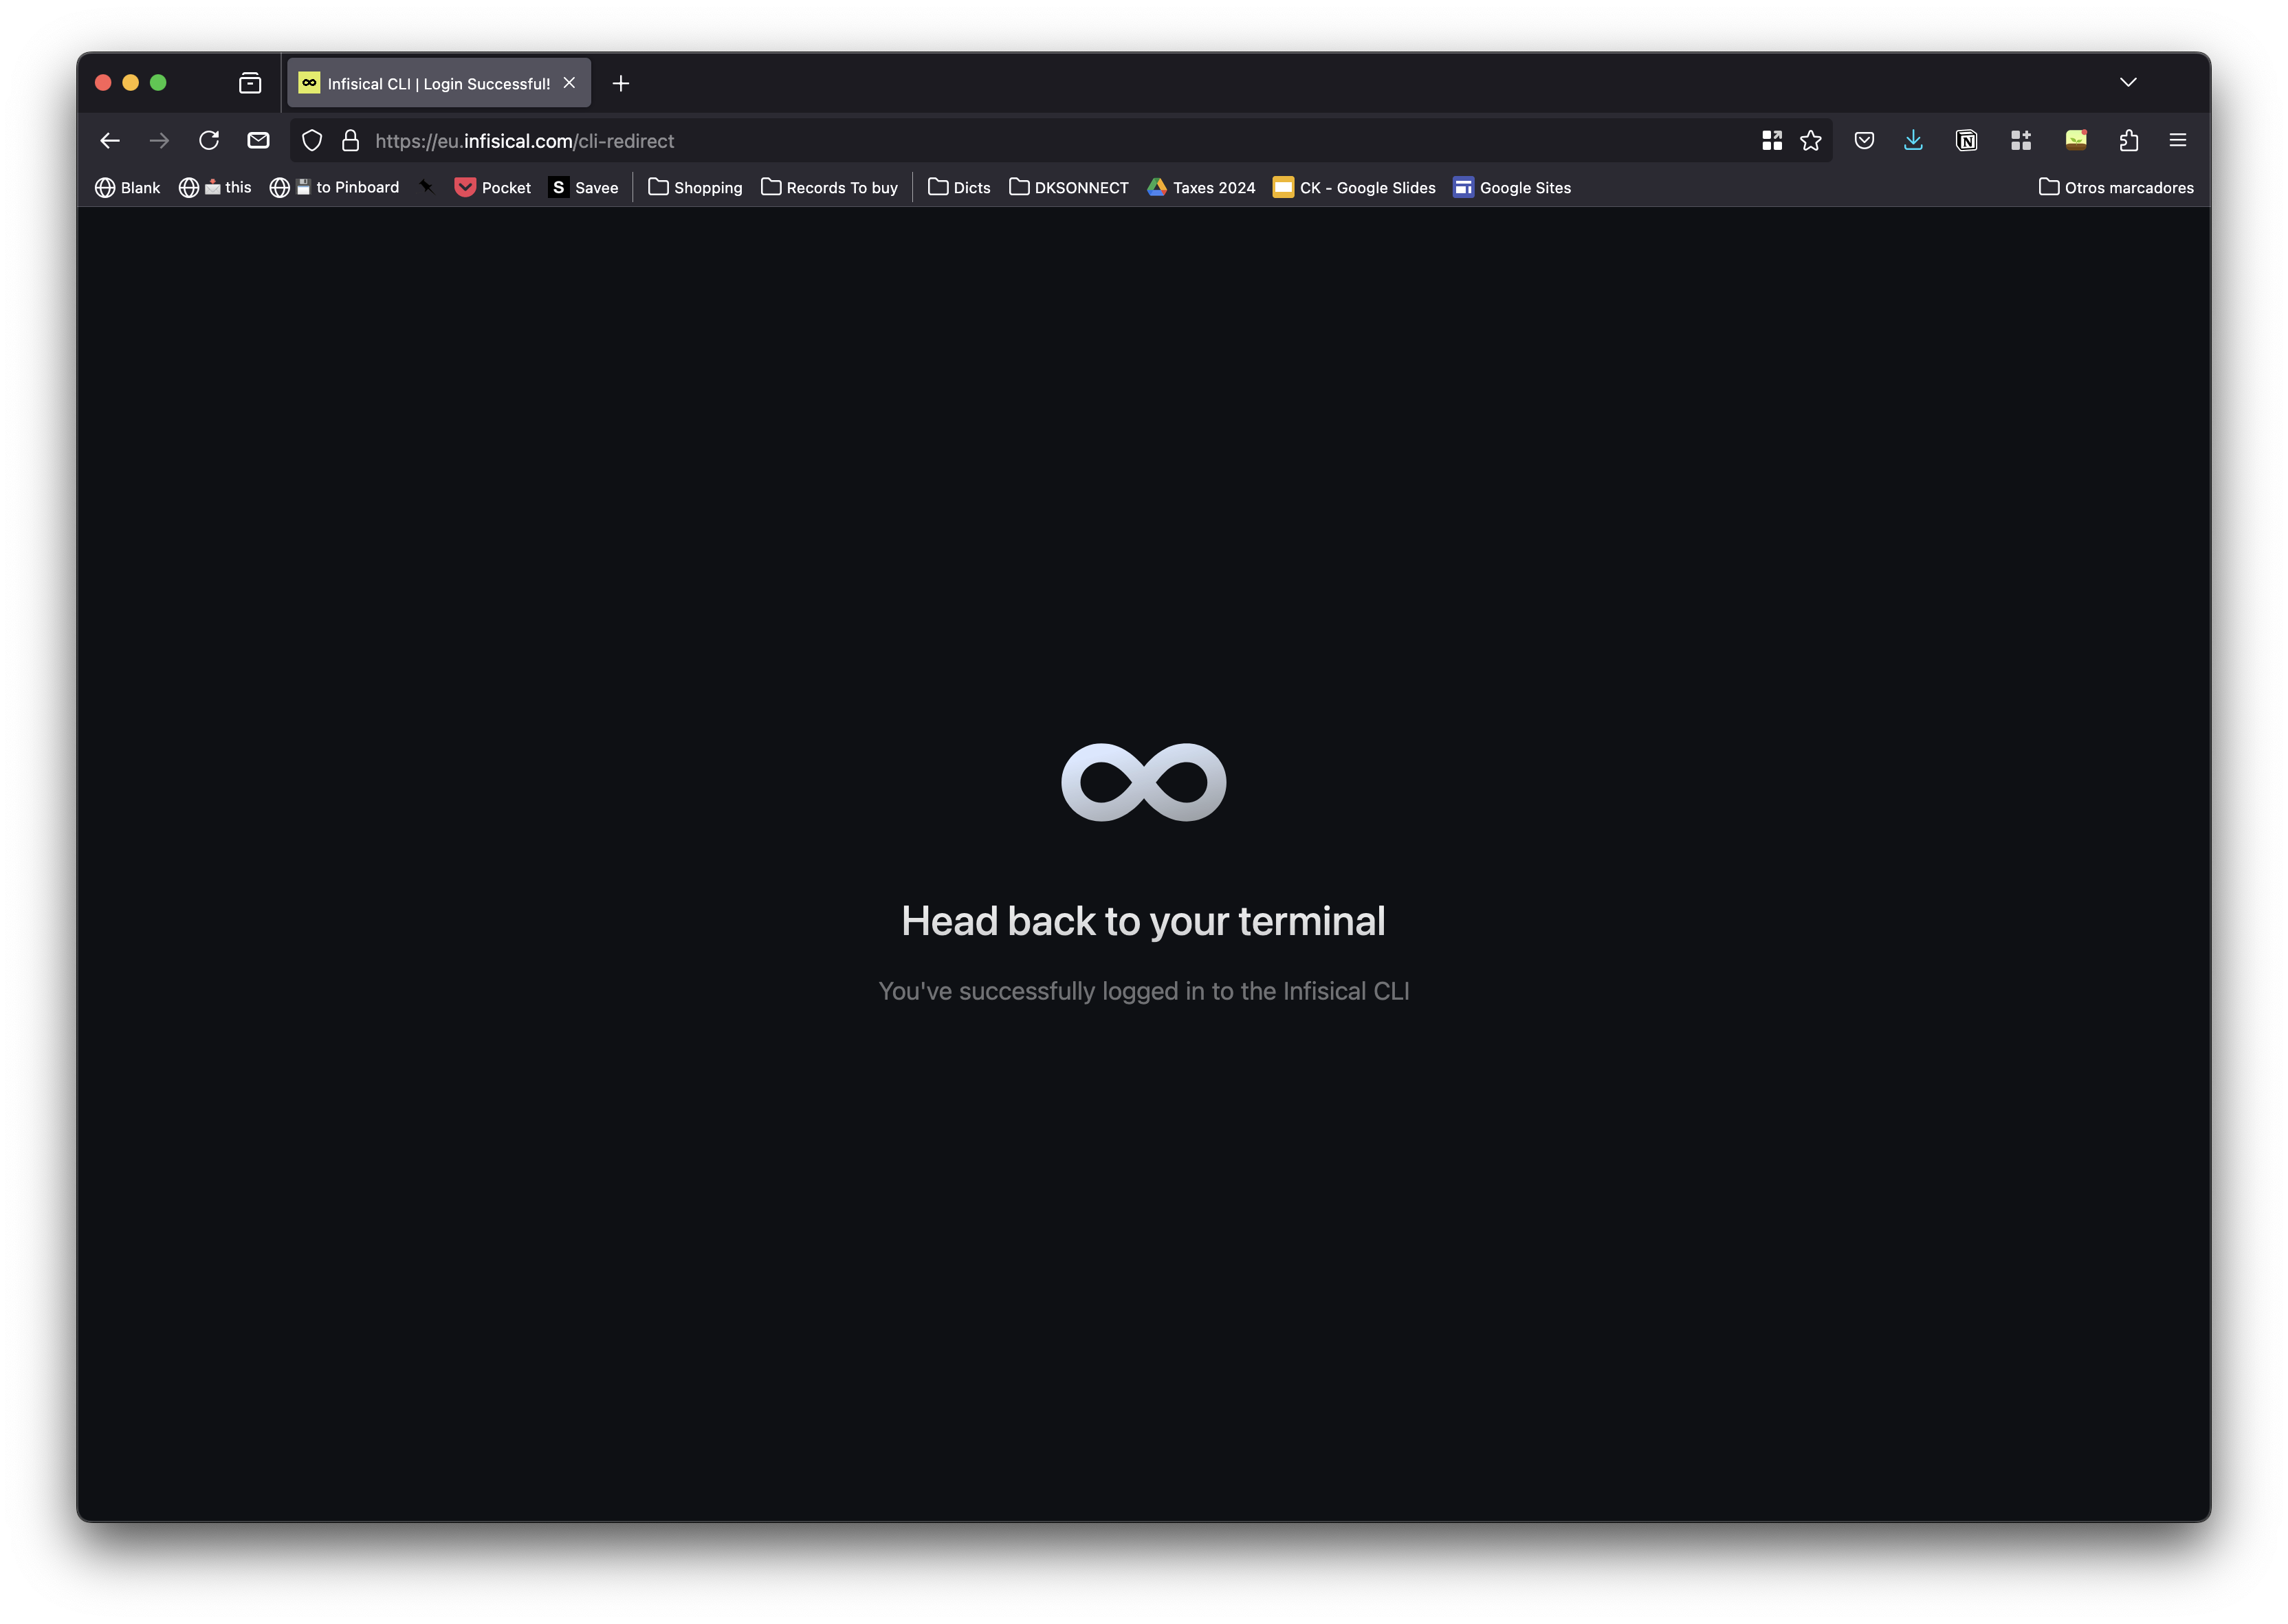 Infisical CLI | Login Successful!
https://eu.infisical.com/cli-redirect
Blank 📩 this 💾 to Pinboard Pocket S Savee Shopping Records To buy Dicts DKSONNECT Taxes 2024 CK - Google Slides Google Sites Otros marcadores
Head back to your terminal
You've successfully logged in to the Infisical CLI